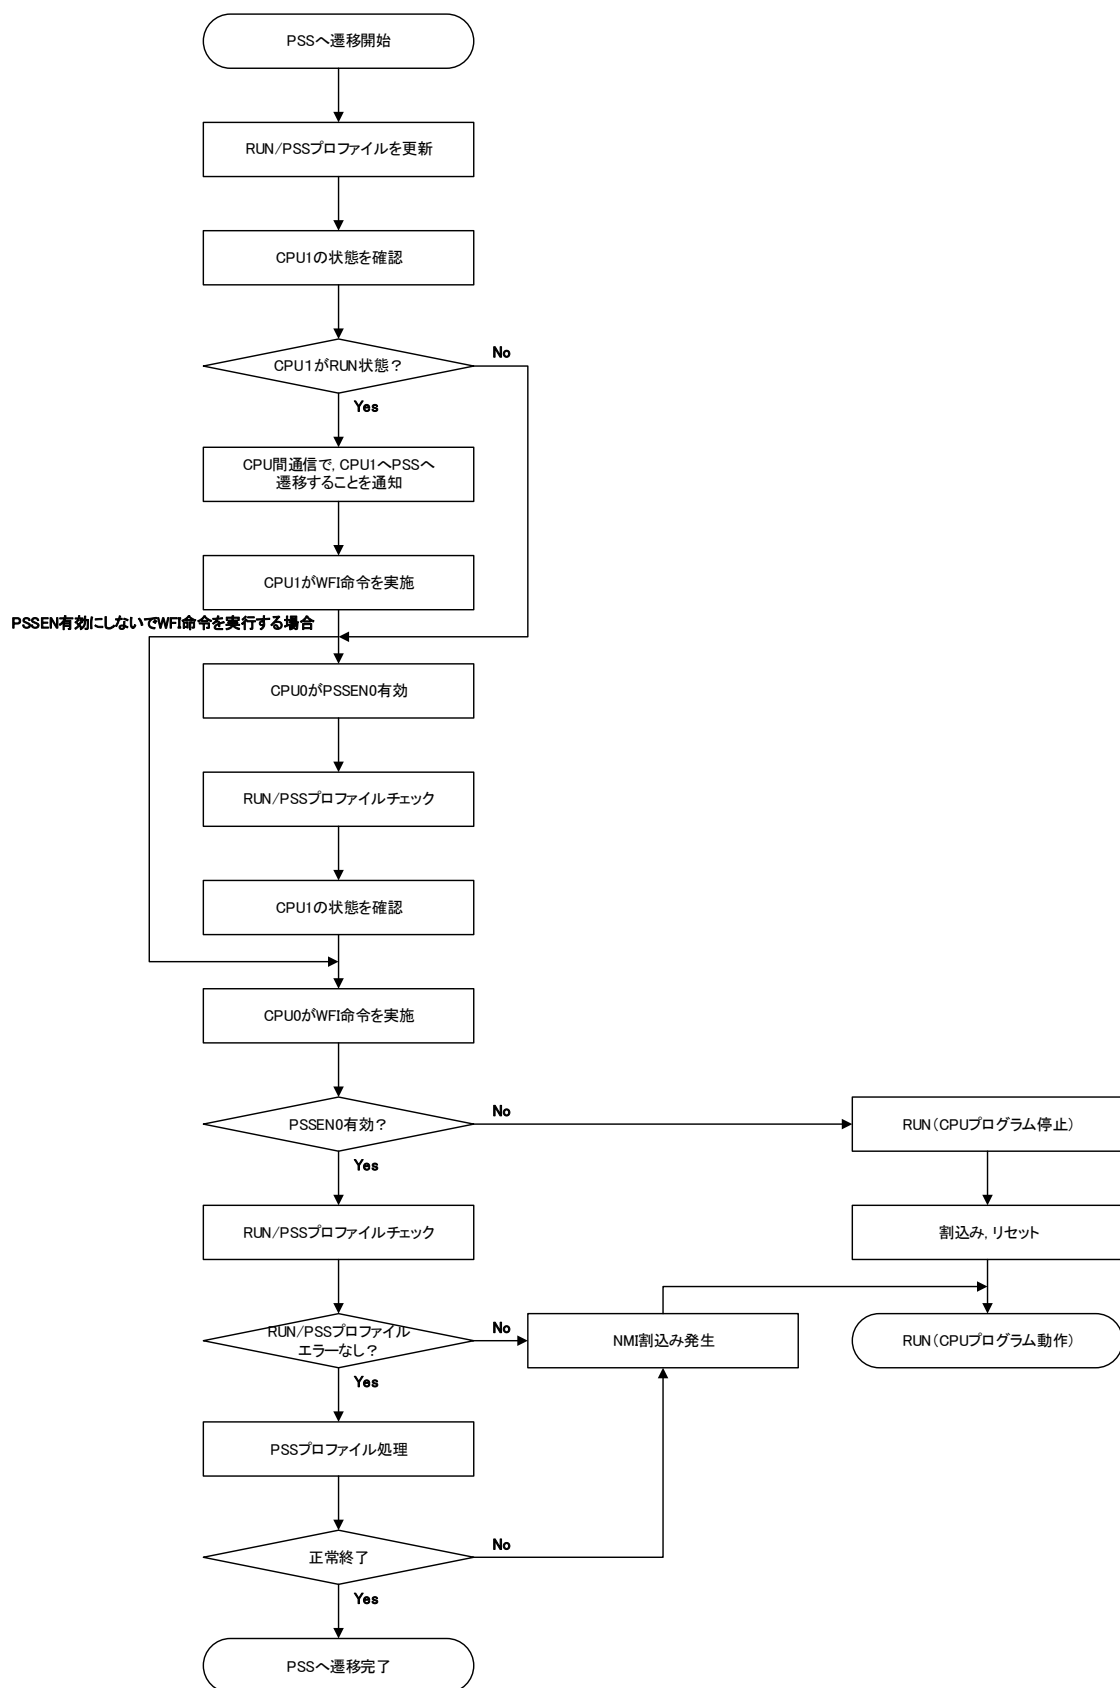 PSSへ遷移開始
RUN/PSSプロファイルを更新
CPU1の状態を確認
CPU1がRUN状態?
No
Yes
CPU間通信で, CPU1へPSSへ
遷移することを通知
CPU1がWFI命令を実施
PSSEN有効にしないでWFI命令を実行する場合
CPU0がPSSEN0有効
RUN/PSSプロファイルチェック
CPU1の状態を確認
CPU0がWFI命令を実施
PSSEN0有効?
No
RUN(CPUプログラム停止)
Yes
RUN/PSSプロファイルチェック
割込み, リセット
RUN/PSSプロファイル
エラーなし?
No
NMI割込み発生
RUN(CPUプログラム動作)
Yes
PSSプロファイル処理
正常終了
No
Yes
PSSへ遷移完了